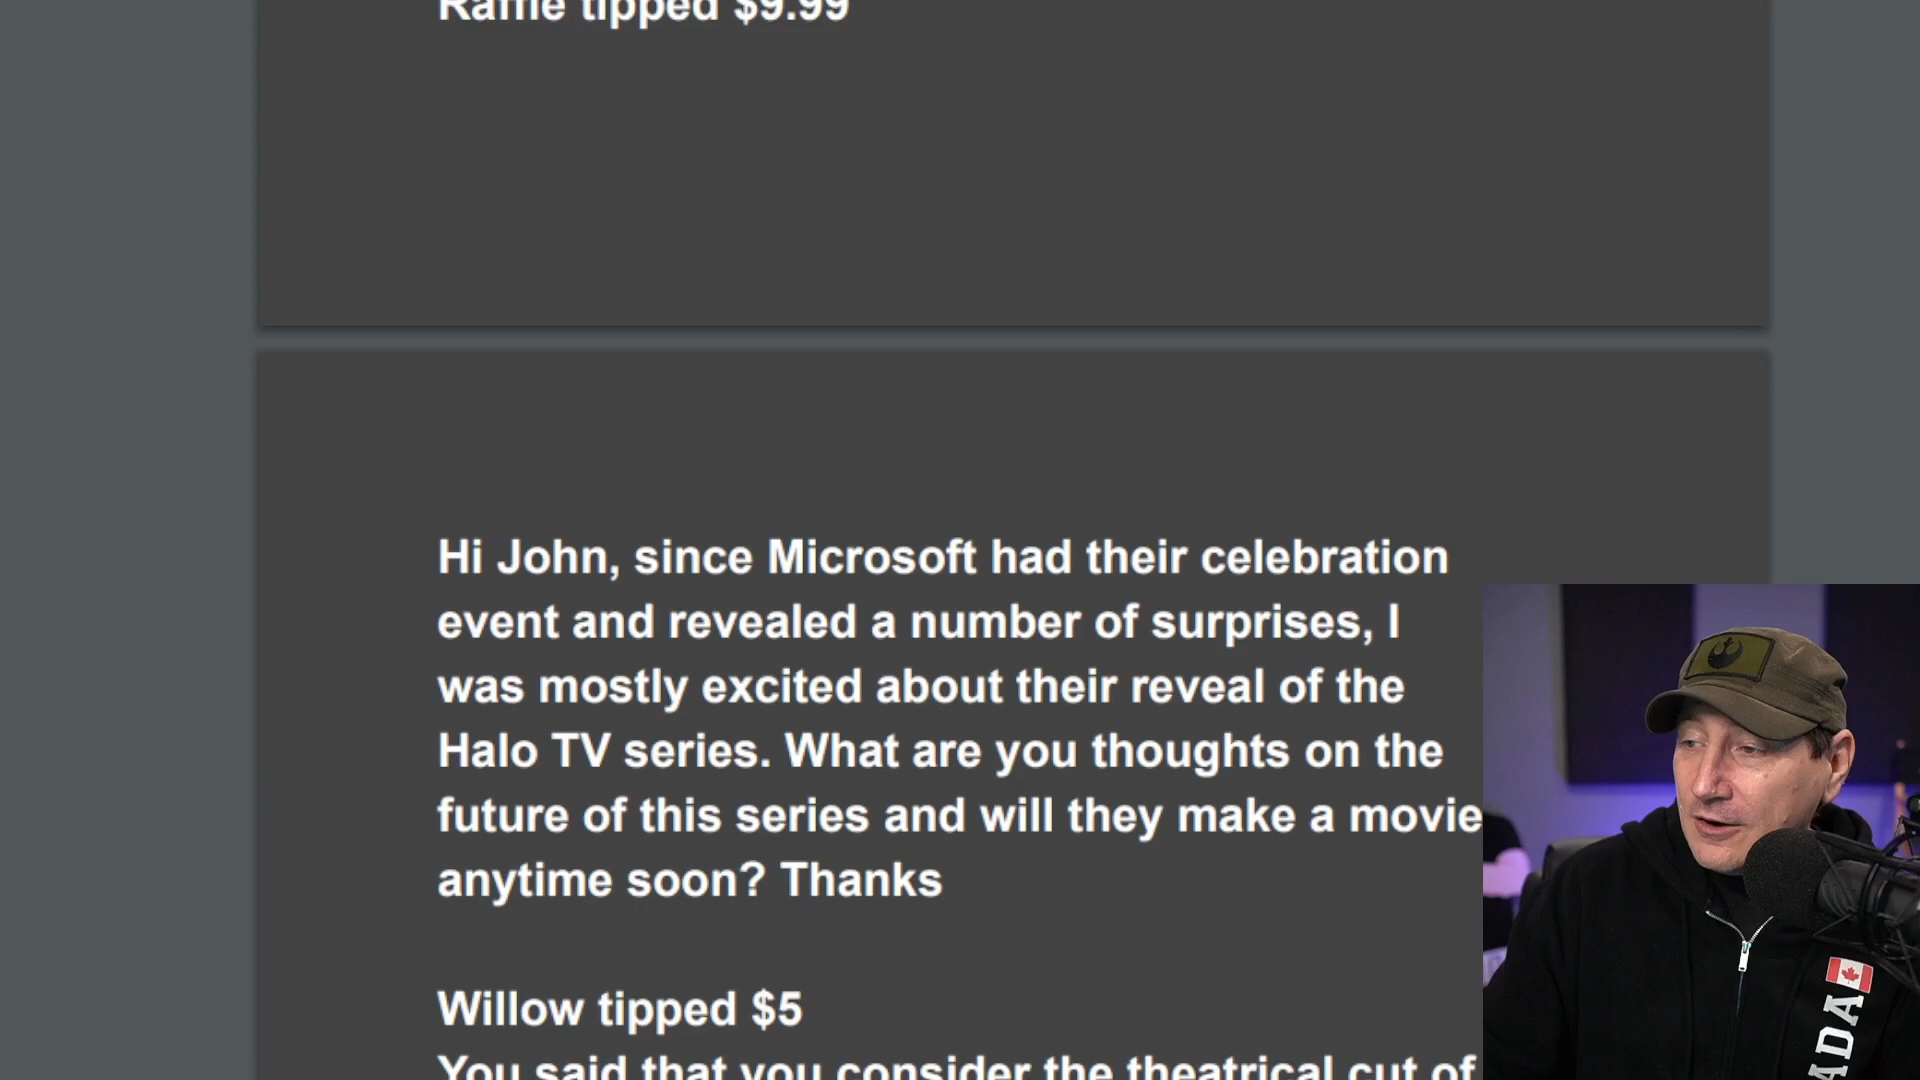 Raffle tipped $9.99
Hi John, since Microsoft had their celebration
event and revealed a number of surprises, I
was mostly excited about their reveal of the
Halo TV series. What are you thoughts on the
future of this series and will they make a movie
anytime soon? Thanks
Willow tipped $5
You said that you consider the theatrical cut of
ADA